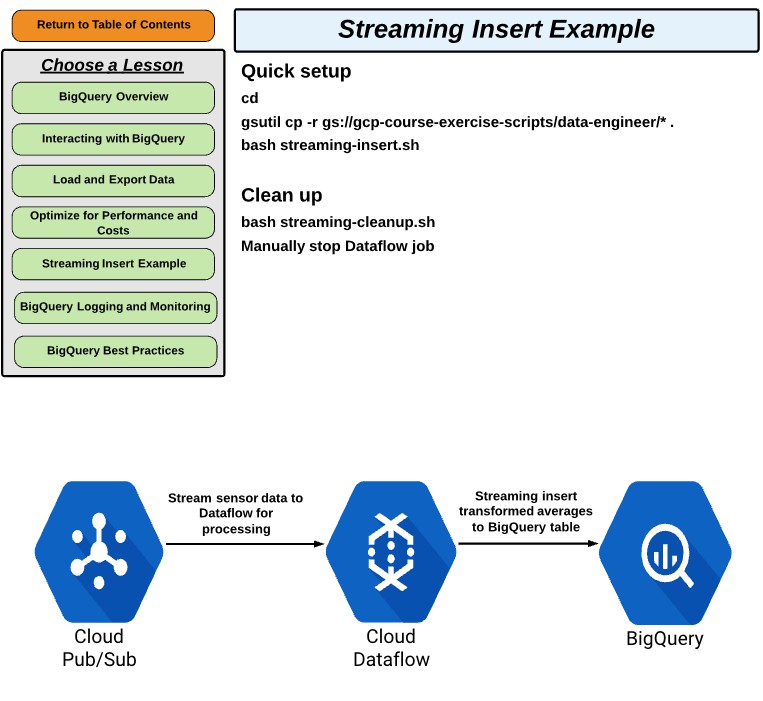 Return to Table of Contents
Choose a Lesson
BigQuery Overview
Interacting with BigQuery
Load and Export Data
Optimize for Performance and
Costs
Streaming Insert Example
BigQuery Logging and Monitoring
BigQuery Best Practices
Streaming Insert Example
Quick setup
cd
gsutil cp -r gs://gcp-course-exercise-scripts/data-engineer/* .
bash streaming-insert.sh
Clean up
bash streaming-cleanup.sh
Manually stop Dataflow job
Stream sensor data to
Dataflow for
processing
Streaming insert
transformed averages
to BigQuery table
Cloud
Pub/Sub
Cloud
Dataflow
BigQuery